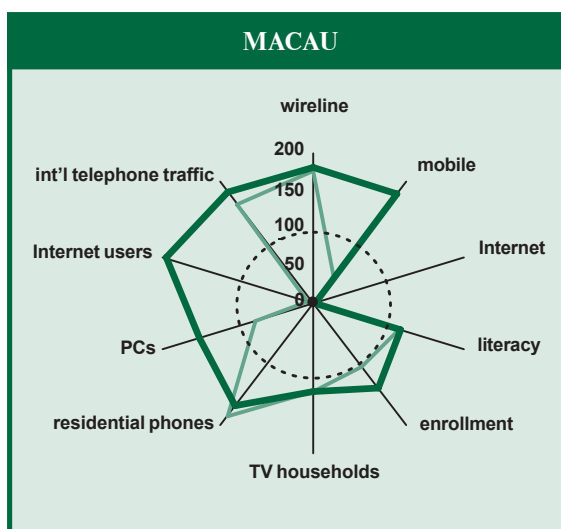 MACAU
wireline
200
mobile
int'l telephone traffic
150
100
Internet users
Internet
50
0
PCs
literacy
residential phones
enrollment
TV households